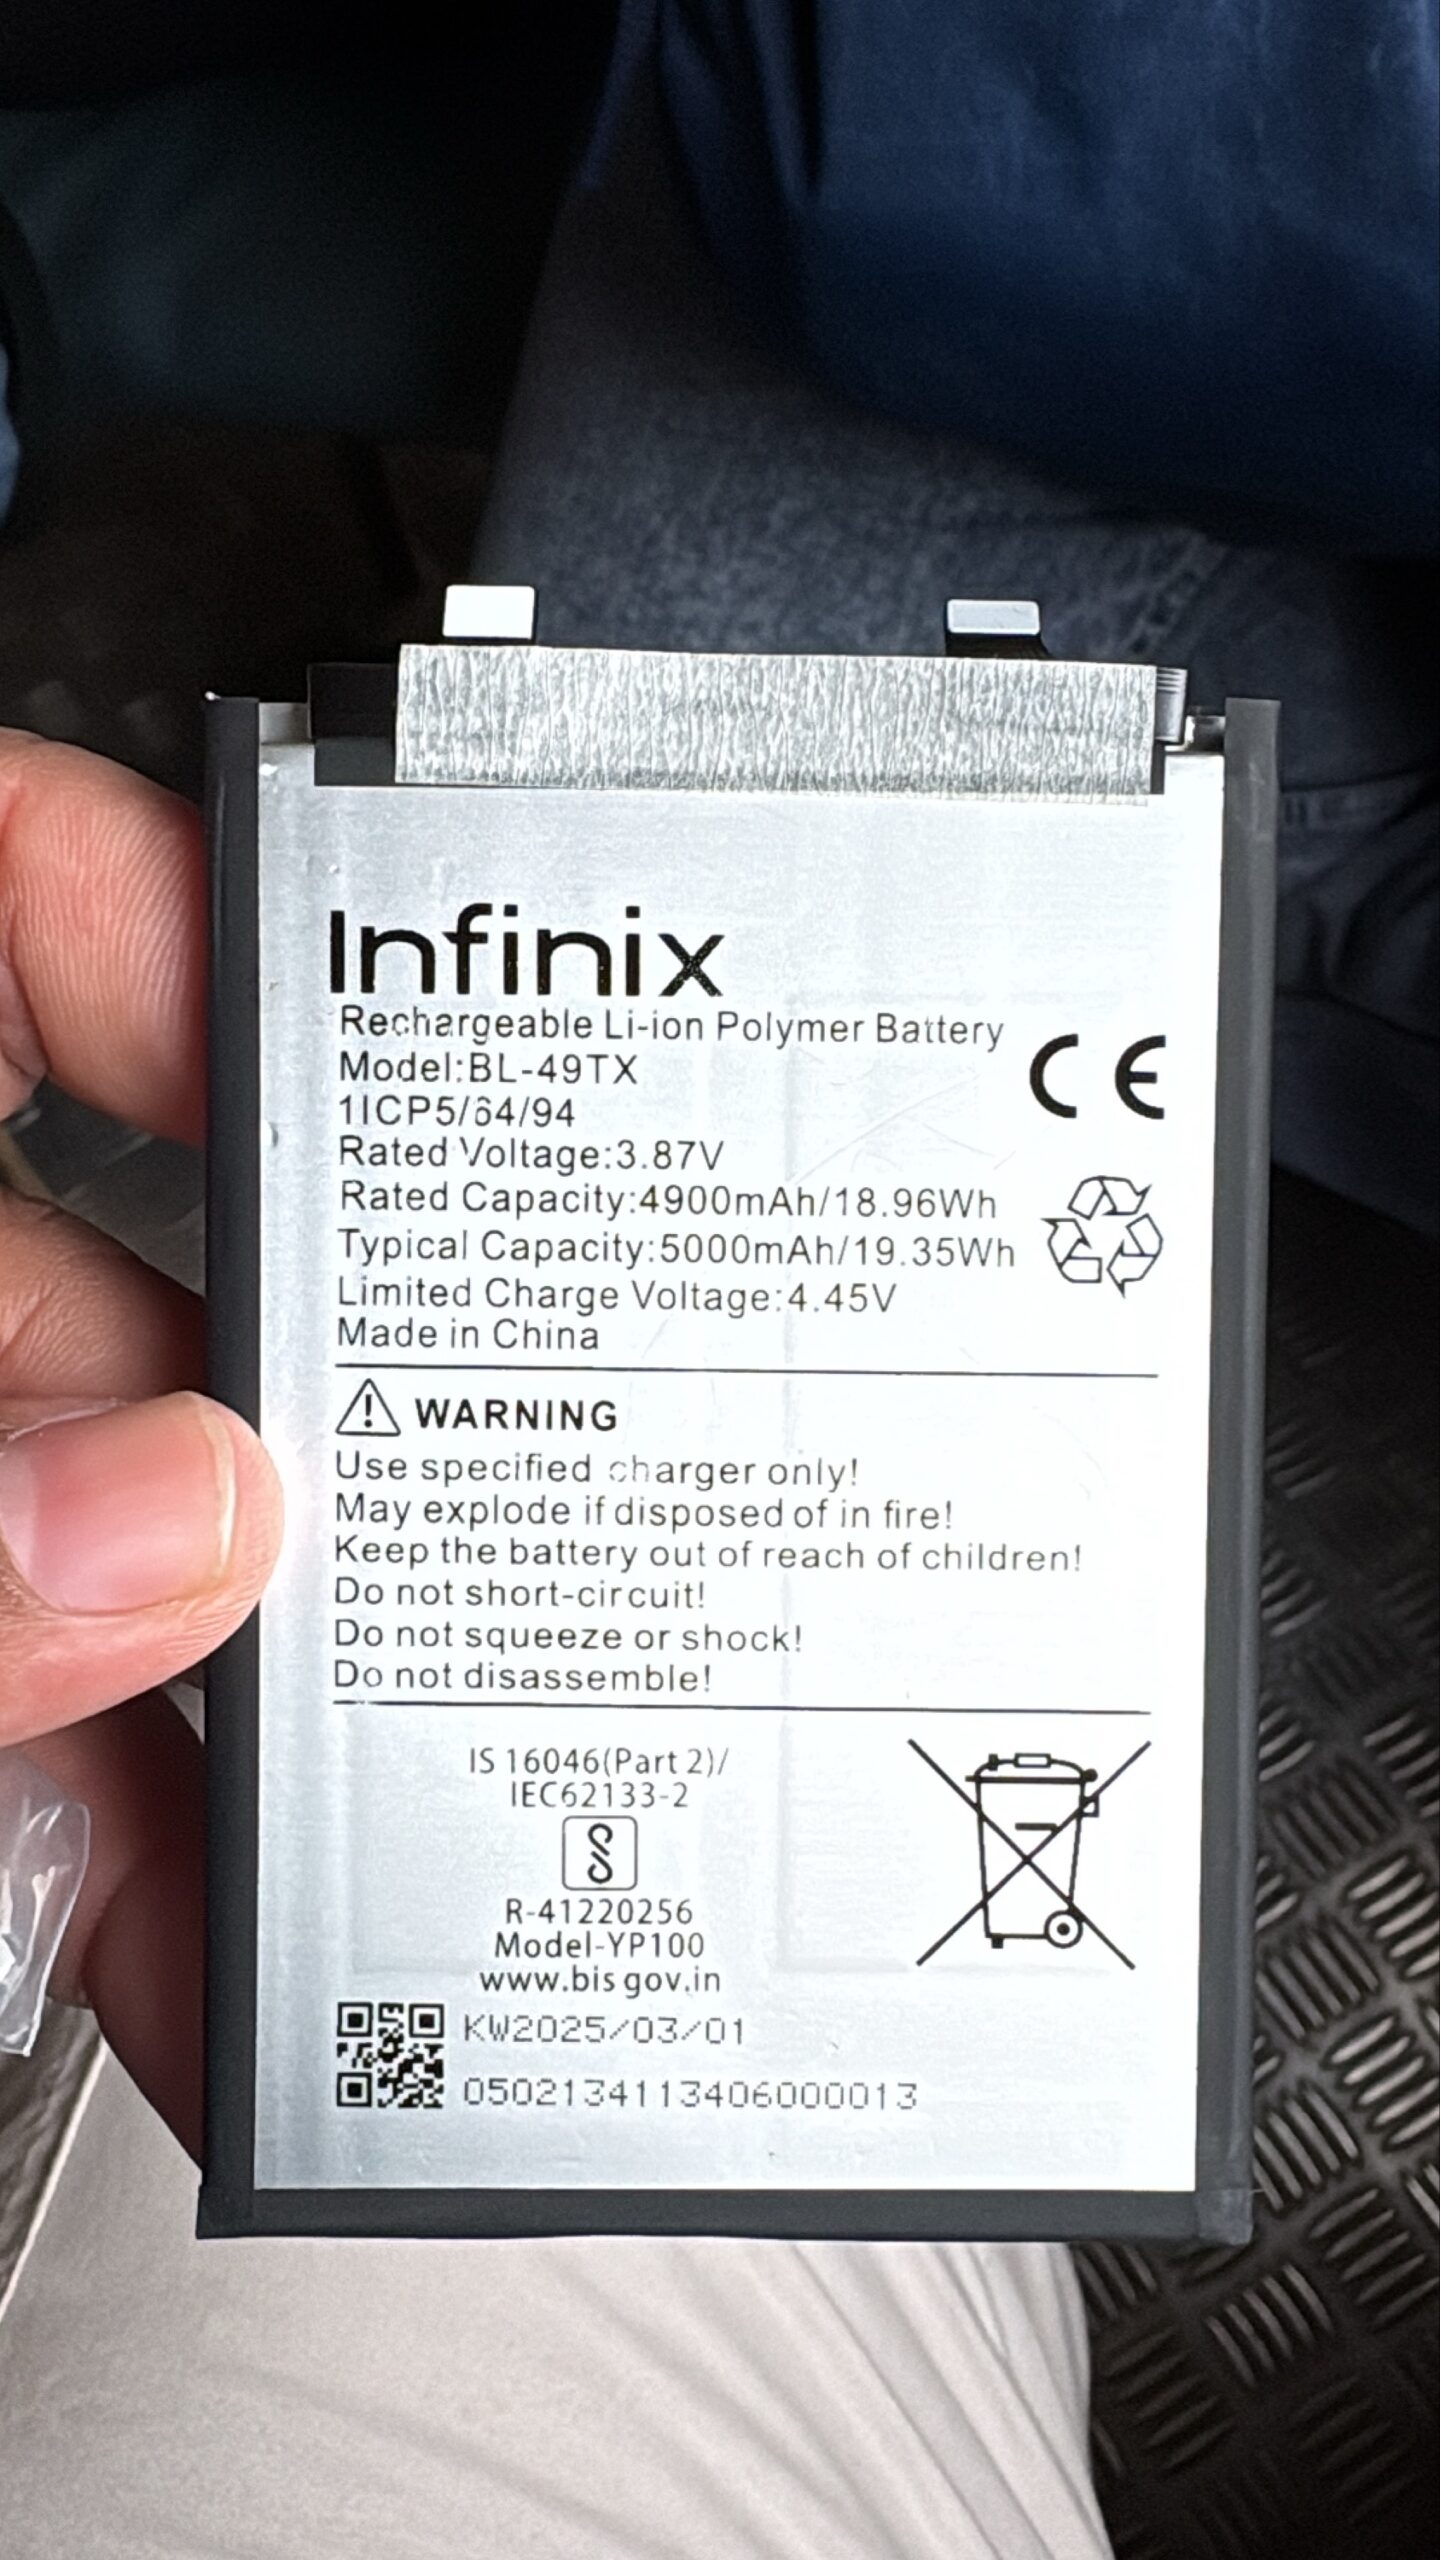 Infinix
Rechargeable Li-ion Polymer Battery
Model:BL-49TX
1ICP5/64/94
Rated Voltage:3.87V
Rated Capacity:4900mAh/18.96Wh
Typical Capacity:5000mAh/19.35Wh
Limited Charge Voltage:4.45V
Made in China
CE
WARNING
Use specified charger only!
May explode if disposed of in fire!
Keep the battery out of reach of children!
Do not short-circuit!
Do not squeeze or shock!
Do not disassemble!
IS 16046(Part 2)/
IEC62133-2
R-41220256
Model-YP100
www.bis gov.in
KW2025/03/01
0502134113406000013